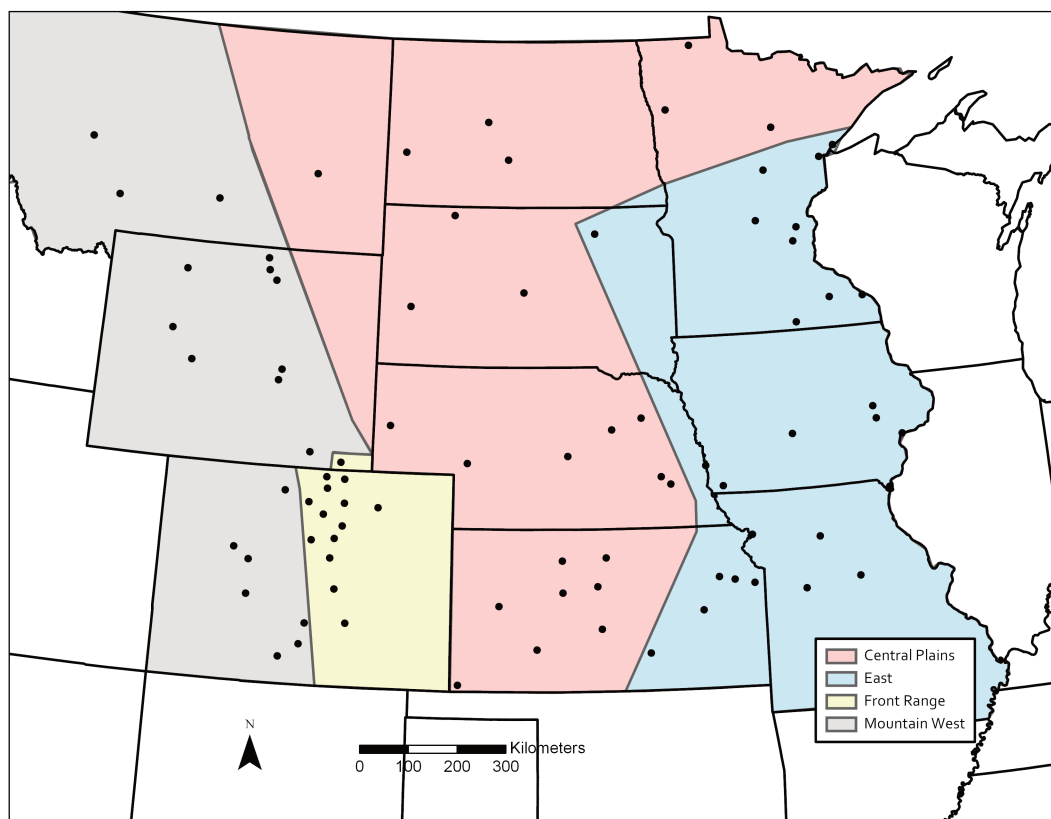 Central Plains
East
Front Range
Mountain West
N
Kilometers
0 100 200 300